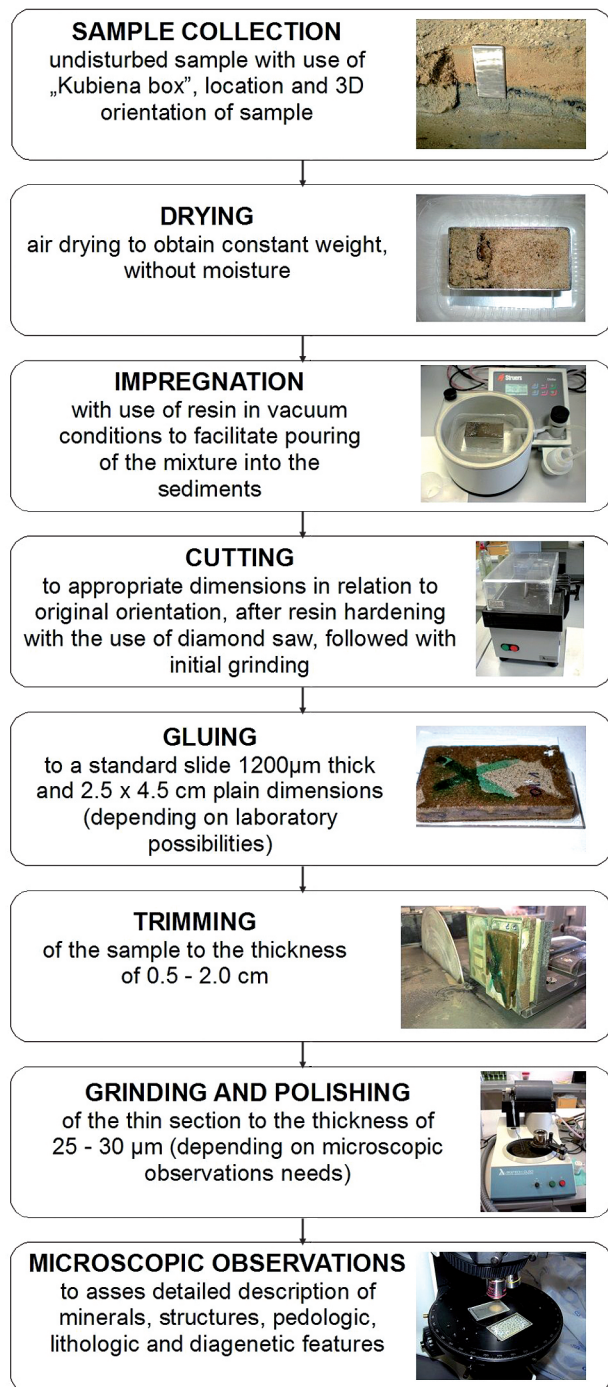 SAMPLE COLLECTION
undisturbed sample with use of
„Kubiena box”, location and 3D
orientation of sample
DRYING
air drying to obtain constant weight,
without moisture
IMPREGNATION
with use of resin in vacuum
conditions to facilitate pouring
of the mixture into the
sediments
Struers
CUTTING
to appropriate dimensions in relation to
original orientation, after resin hardening
with the use of diamond saw, followed with
initial grinding
GLUING
to a standard slide 1200µm thick
and 2.5 x 4.5 cm plain dimensions
(depending on laboratory
possibilities)
TRIMMING
of the sample to the thickness
of 0.5 - 2.0 cm
GRINDING AND POLISHING
of the thin section to the thickness of
25 - 30 µm (depending on microscopic
observations needs)
MICROSCOPIC OBSERVATIONS
to asses detailed description of
minerals, structures, pedologic,
lithologic and diagenetic features